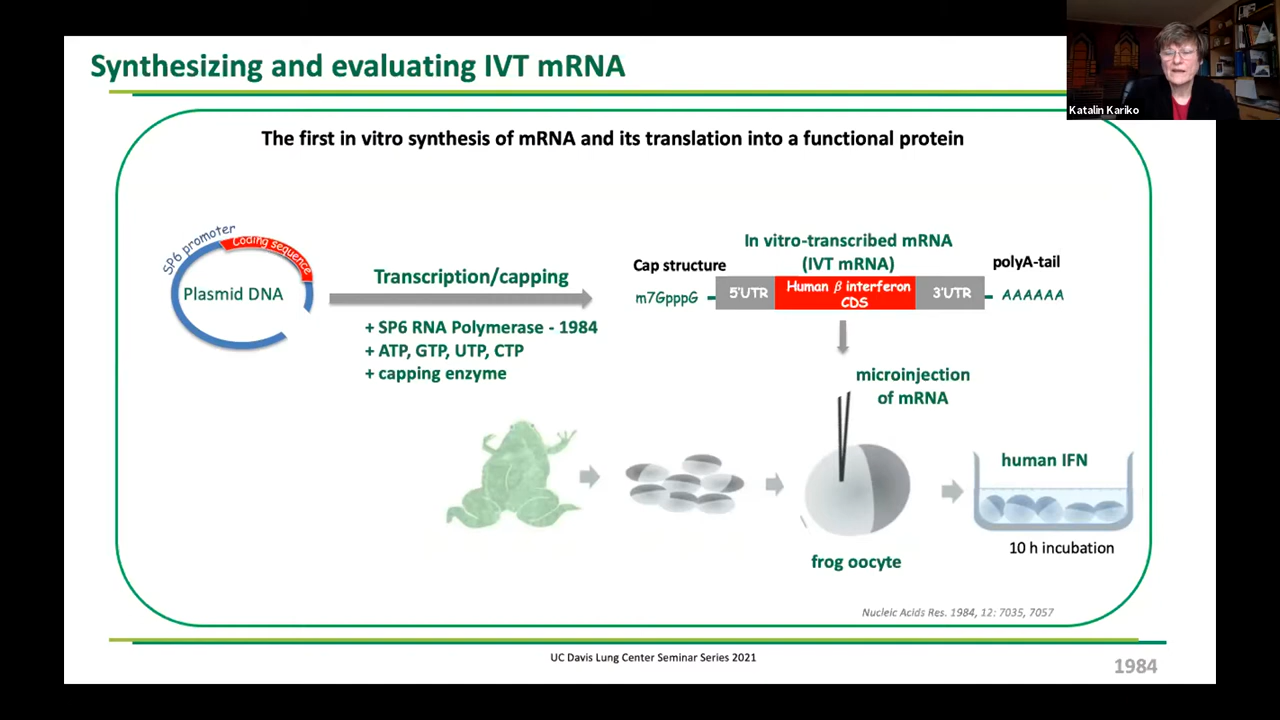 Synthesizing and evaluating IVT mRNA
Katalin Kariko
The first in vitro synthesis of mRNA and its translation into a functional protein
SP6 promoter
Coding sequence
Plasmid DNA
Transcription/capping
+ SP6 RNA Polymerase - 1984
+ ATP, GTP, UTP, CTP
+ capping enzyme
In vitro-transcribed mRNA
(IVT mRNA)
Cap structure
polyA-tail
m7GpppG
5'UTR
Human β interferon
CDS
3'UTR
AAAAAA
microinjection
of mRNA
human IFN
frog oocyte
10 h incubation
Nucleic Acids Res. 1984, 12: 7035, 7057
UC Davis Lung Center Seminar Series 2021
1984